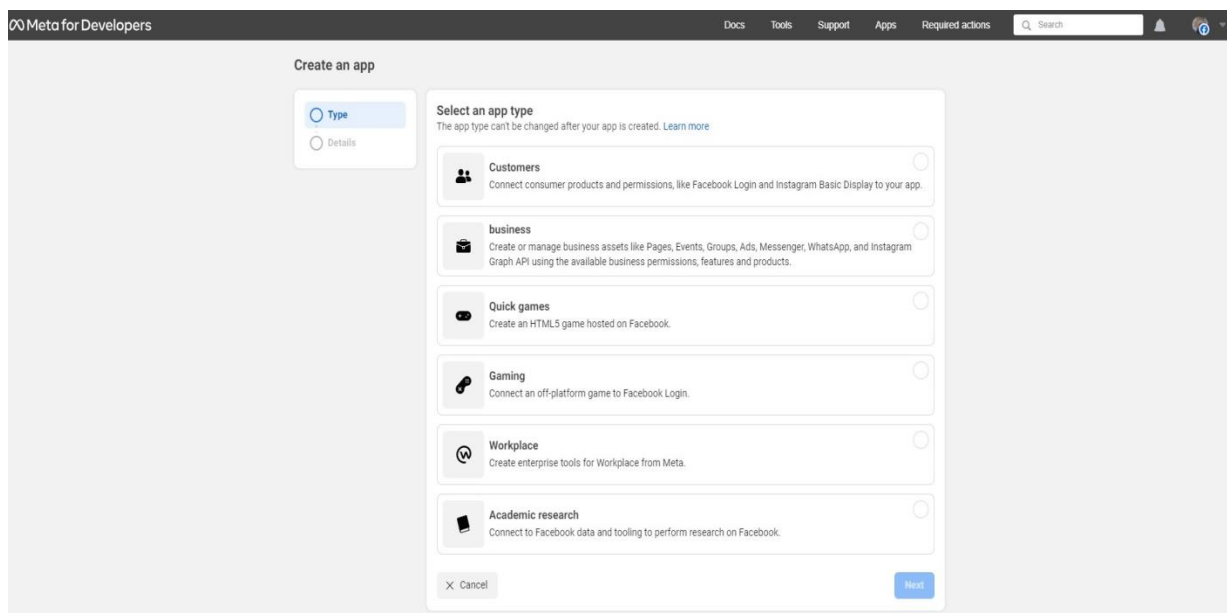 Meta for Developers
Docs Tools Support Apps Required actions Search
Create an app
Type
Details
Select an app type
The app type can't be changed after your app is created. Learn more
Customers
Connect consumer products and permissions, like Facebook Login and Instagram Basic Display to your app.
business
Create or manage business assets like Pages, Events, Groups, Ads, Messenger, WhatsApp, and Instagram
Graph API using the available business permissions, features and products.
Quick games
Create an HTML5 game hosted on Facebook.
Gaming
Connect an off-platform game to Facebook Login.
Workplace
Create enterprise tools for Workplace from Meta.
Academic research
Connect to Facebook data and tooling to perform research on Facebook.
Cancel
Next